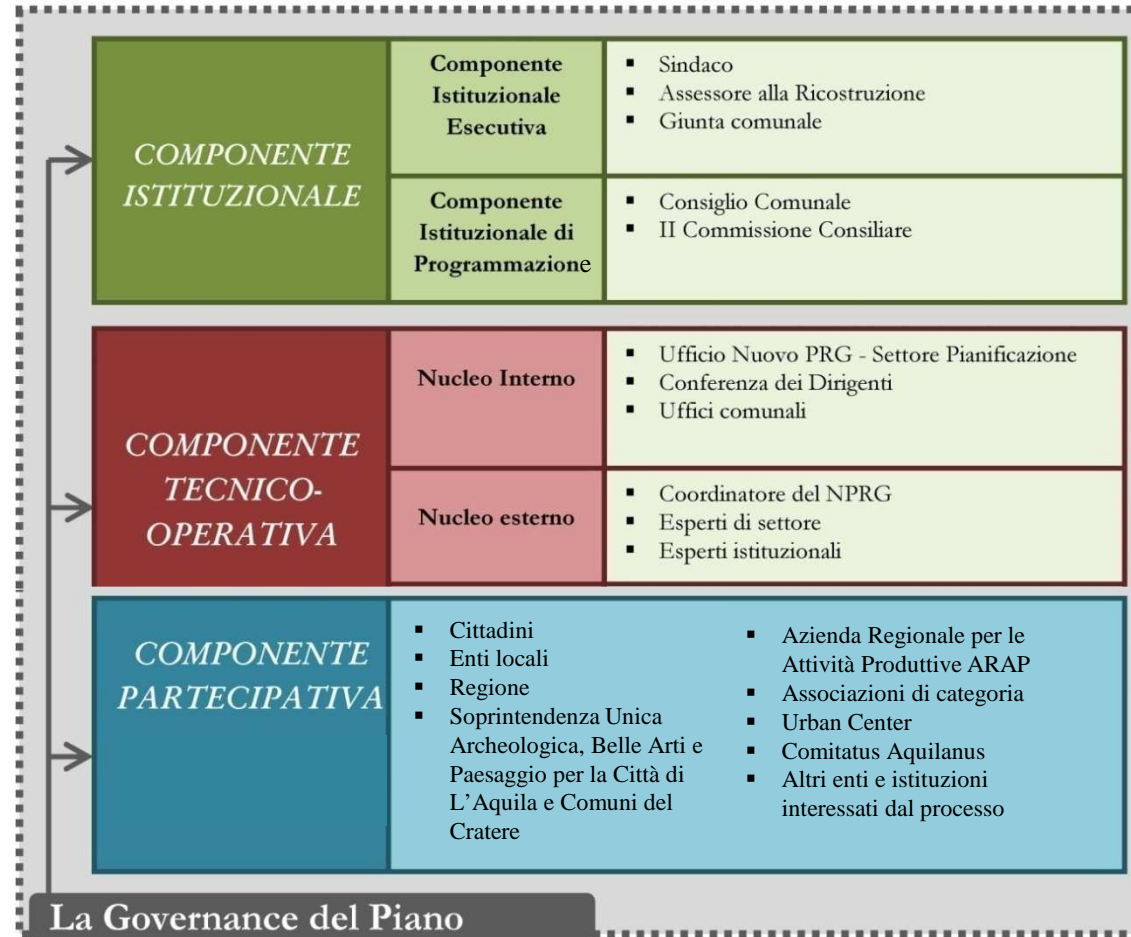 COMPONENTE
ISTITUZIONALE
Componente
Istituzionale
Esecutiva
▪ Sindaco
▪ Assessore alla Ricostruzione
▪ Giunta comunale
Componente
Istituzionale di
Programmazione
▪ Consiglio Comunale
▪ II Commissione Consiliare
COMPONENTE
TECNICO-
OPERATIVA
Nucleo Interno
▪ Ufficio Nuovo PRG - Settore Pianificazione
▪ Conferenza dei Dirigenti
▪ Uffici comunali
Nucleo esterno
▪ Coordinatore del NPRG
▪ Esperti di settore
▪ Esperti istituzionali
COMPONENTE
PARTECIPATIVA
▪ Cittadini
▪ Enti locali
▪ Regione
▪ Soprintendenza Unica
Archeologica, Belle Arti e
Paesaggio per la Città di
L’Aquila e Comuni del
Cratere
▪ Azienda Regionale per le
Attività Produttive ARAP
▪ Associazioni di categoria
▪ Urban Center
▪ Comitatus Aquilanus
▪ Altri enti e istituzioni
interessati dal processo
La Governance del Piano